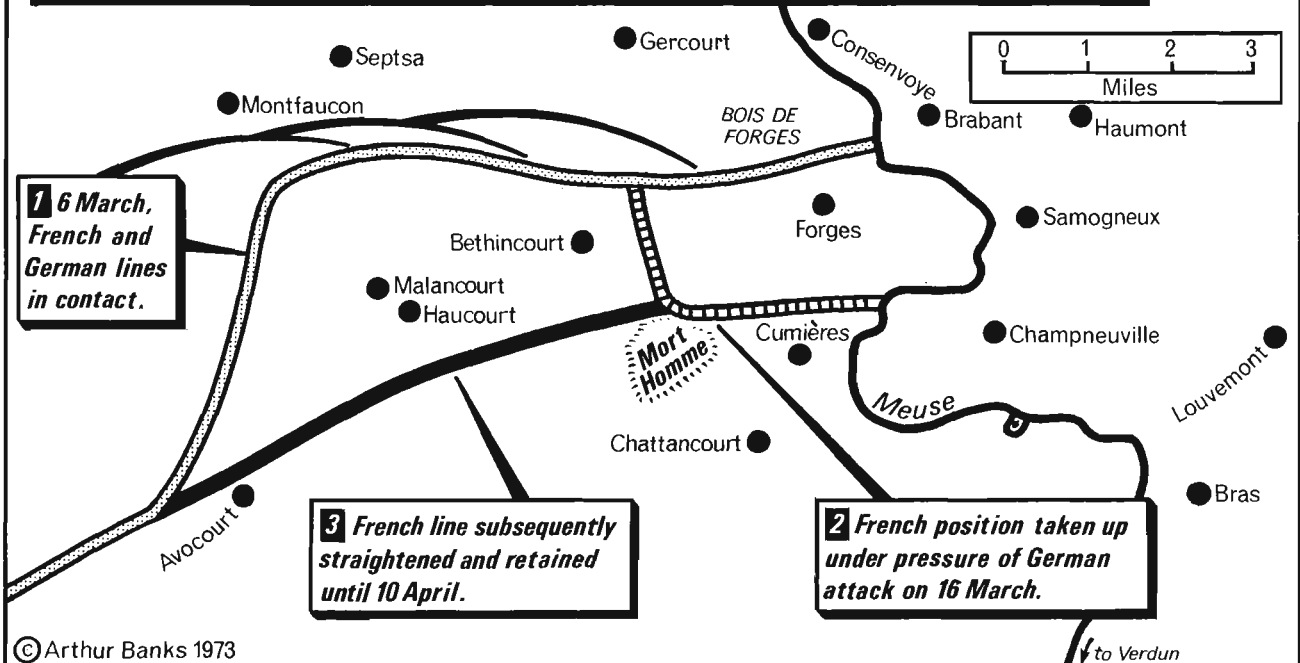 Septsa
Gercourt
Consenvoye
0 1 2 3
Miles
Montfaucon
BOIS DE
FORGES
Brabant
Haumont
1 6 March,
French and
German lines
in contact.
Bethincourt
Forges
Samogneux
Malancourt
Haucourt
Mort
Homme
Cumières
Champneuville
Louvemont
Meuse
Chattancourt
Avocourt
Bras
3 French line subsequently
straightened and retained
until 10 April.
2 French position taken up
under pressure of German
attack on 16 March.
© Arthur Banks 1973
to Verdun